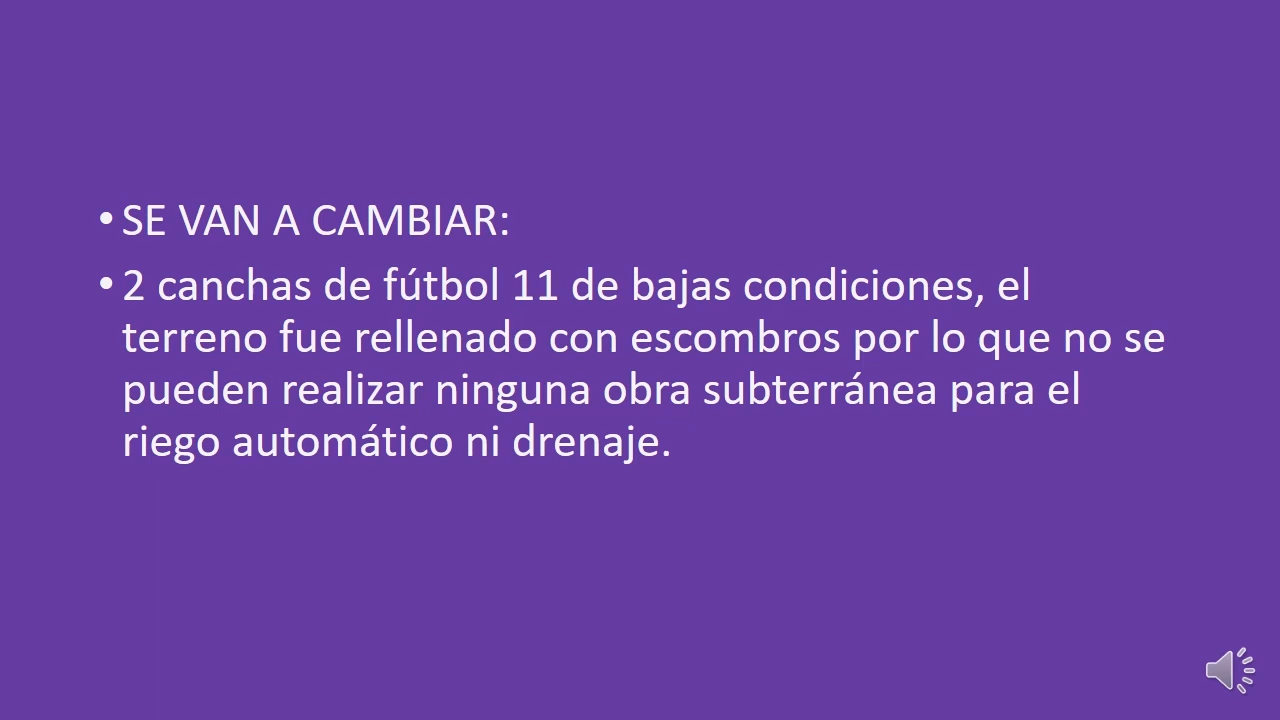 • SE VAN A CAMBIAR:
• 2 canchas de fútbol 11 de bajas condiciones, el
terreno fue rellenado con escombros por lo que no se
pueden realizar ninguna obra subterránea para el
riego automático ni drenaje.